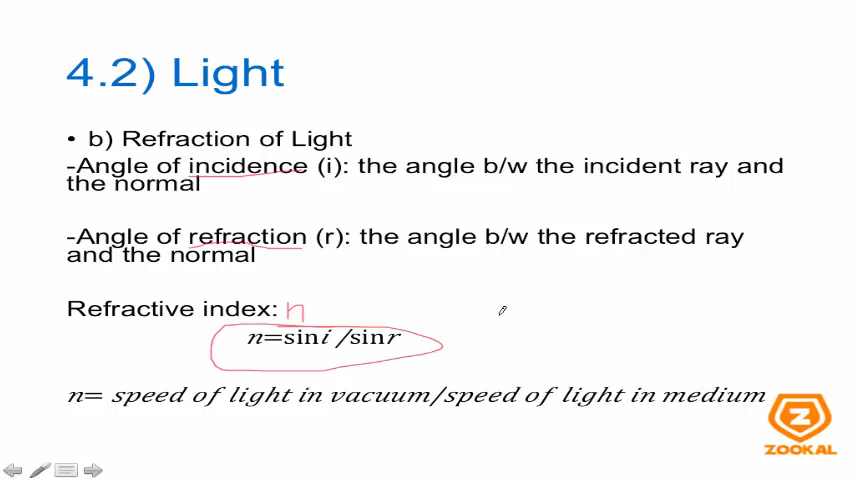 4.2) Light
• b) Refraction of Light
-Angle of incidence (i): the angle b/w the incident ray and
the normal
-Angle of refraction (r): the angle b/w the refracted ray
and the normal
Refractive index: n
n=sini /sinr
n= speed of light in vacuum/speed of light in medium
Z
ZOOKAL